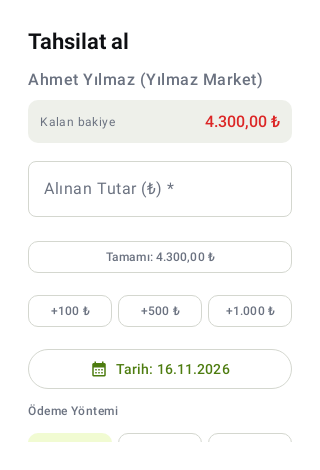 Tahsilat al
Ahmet Yılmaz (Yılmaz Market)
Kalan bakiye 4.300,00 ₺
Alınan Tutar (₺) *
Tamamı: 4.300,00 ₺
+100 ₺ +500 ₺ +1.000 ₺
Tarih: 16.11.2026
Ödeme Yöntemi